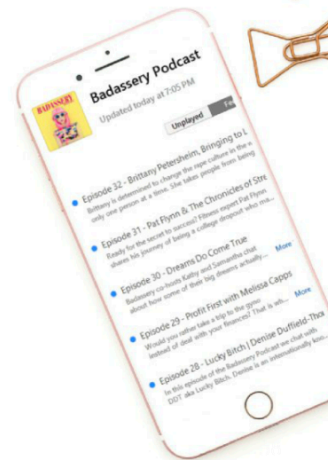 BADASSERY
Badassery Podcast
Updated today at 7:05 PM
Unplayed
Episode 32 - Brittany Petersheim, Bringing to L
Brittany is determined to change the rape culture in the
only one person at a time. She takes people from being
Episode 31 - Pat Flynn & The Chronicles of Stre
Ready for the secret to success? Fitness expert Pat Flynn
shares his journey of being a college dropout who ma...
Episode 30 - Dreams Do Come True
Badassery co-hosts Kathy and Samantha chat
about how some of their big dreams actually... More
Episode 29 - Profit First with Melissa Capps
Would you rather take a trip to the gyno
instead of deal with your finances? That is wh... More
Episode 28 - Lucky Bitch | Denise Duffield-Tho
In this episode of the Badassery Podcast we chat with
DDT aka Lucky Bitch. Denise is an internationally kno...